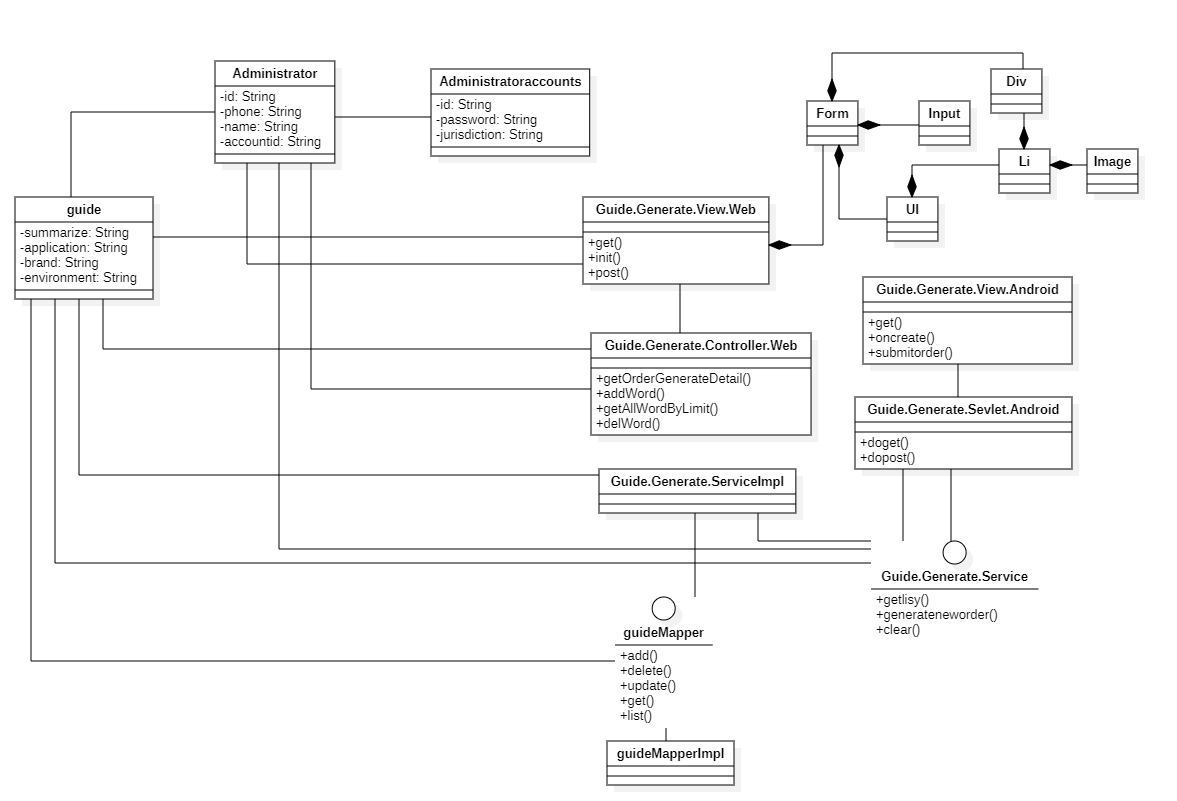 Administrator
-id: String
-phone: String
-name: String
-accountid: String
Administratoraccounts
-id: String
-password: String
-jurisdiction: String
Form
Input
Div
Li
Image
Ul
guide
-summarize: String
-application: String
-brand: String
-environment: String
Guide.Generate.View.Web
+get()
+init()
+post()
Guide.Generate.View.Android
+get()
+oncreate()
+submitorder()
Guide.Generate.Controller.Web
+getOrderGenerateDetail()
+addWord()
+getAllWordByLimit()
+delWord()
Guide.Generate.Sevlet.Android
+doget()
+dopost()
Guide.Generate.ServiceImpl
Guide.Generate.Service
+getlisy()
+generateneworder()
+clear()
guideMapper
+add()
+delete()
+update()
+get()
+list()
guideMapperImpl